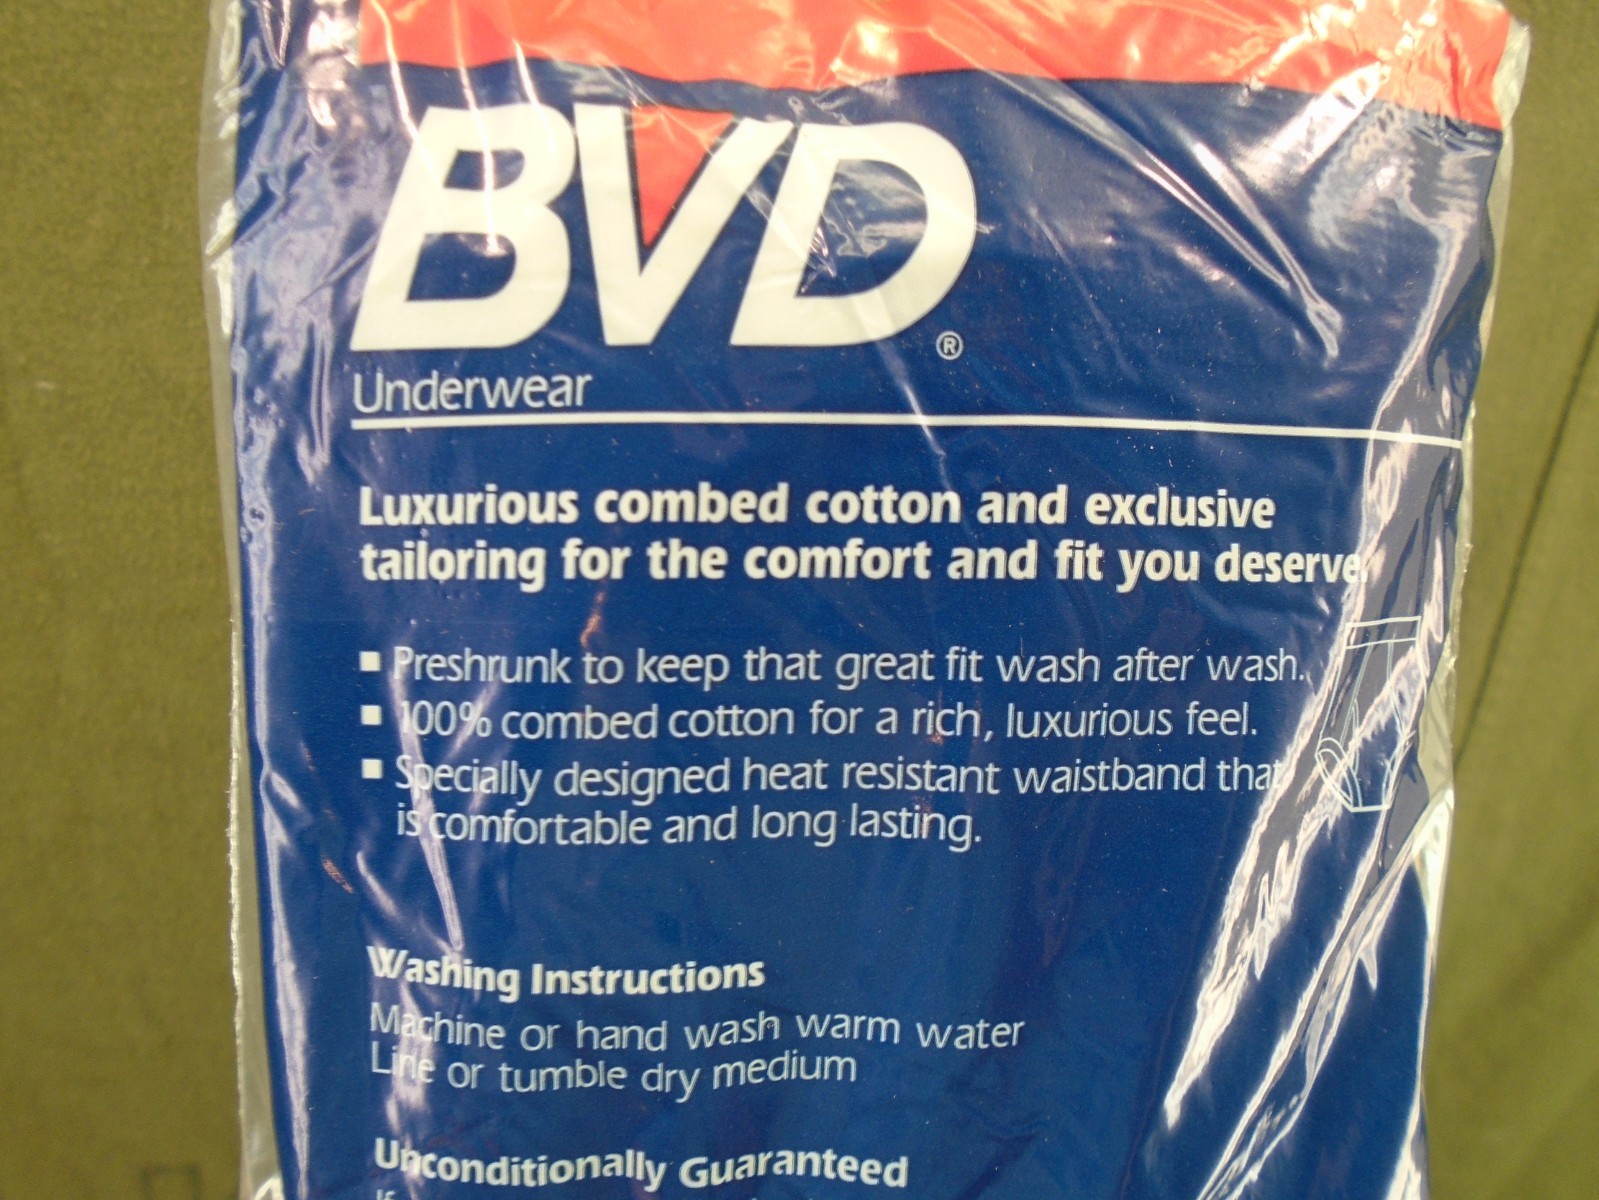 BVD®
Underwear
Luxurious combed cotton and exclusive
tailoring for the comfort and fit you deserve.
▪ Preshrunk to keep that great fit wash after wash.
▪ 100% combed cotton for a rich, luxurious feel.
▪ Specially designed heat resistant waistband that
is comfortable and long lasting.
Washing Instructions
Machine or hand wash warm water
Line or tumble dry medium
Unconditionally Guaranteed
If